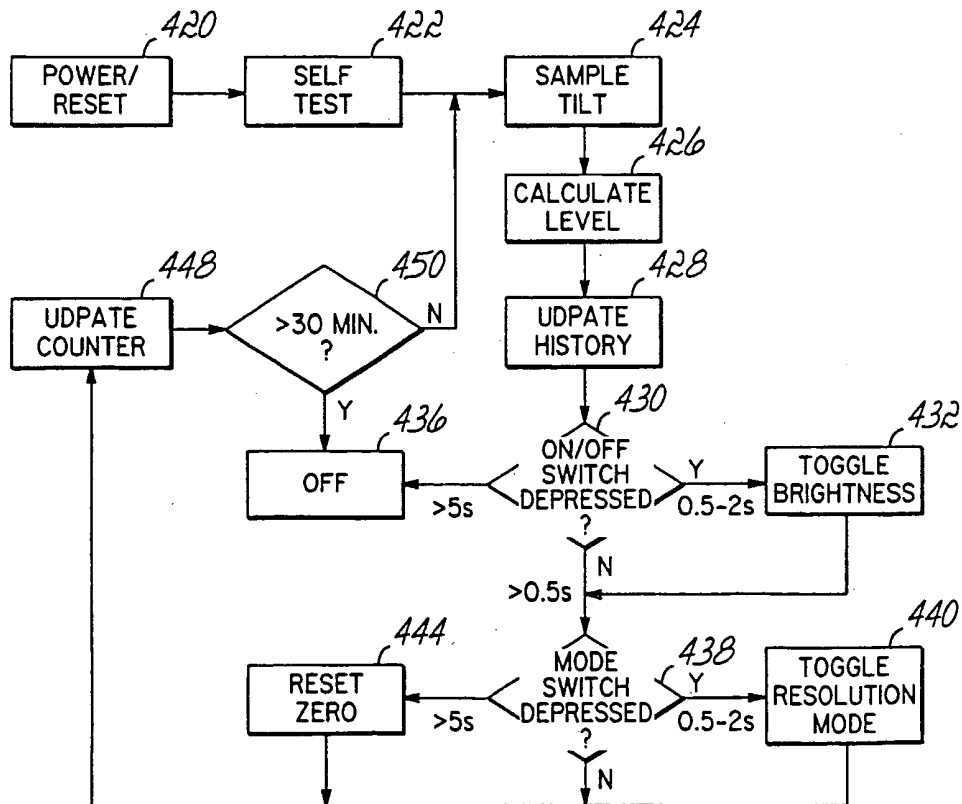 420
422
424
POWER/
RESET
SELF
TEST
SAMPLE
TILT
426
CALCULATE
LEVEL
448
450
428
UDPATE
COUNTER
>30 MIN.
?
N
UDPATE
HISTORY
Y
436
430
432
OFF
>5s
ON/OFF
SWITCH
DEPRESSED
?
Y
0.5-2s
TOGGLE
BRIGHTNESS
N
>0.5s
444
438
440
RESET
ZERO
>5s
MODE
SWITCH
DEPRESSED
?
Y
0.5-2s
TOGGLE
RESOLUTION
MODE
N